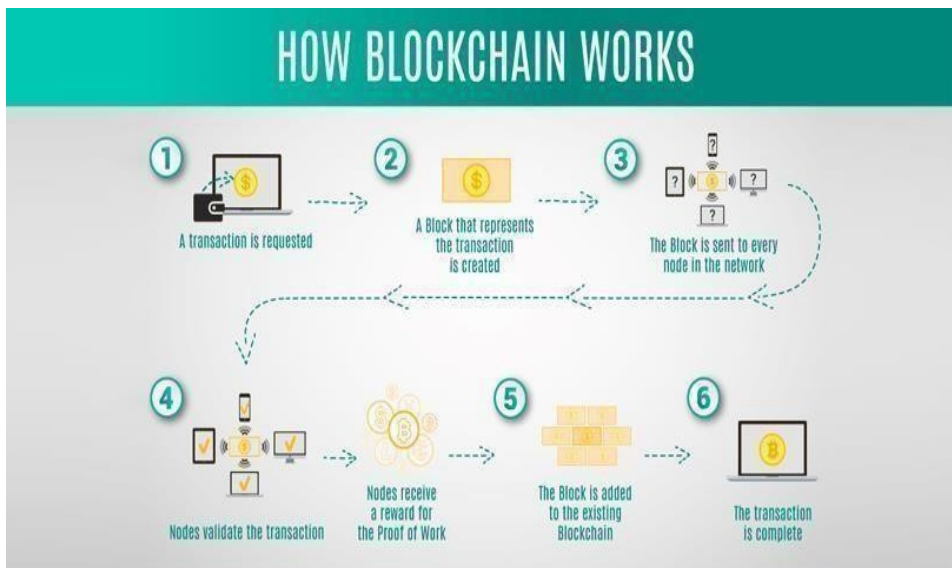 HOW BLOCKCHAIN WORKS
1
A transaction is requested
2
A Block that represents
the transaction
is created
3
The Block is sent to every
node in the network
4
Nodes validate the transaction
Nodes receive
a reward for
the Proof of Work
5
The Block is added
to the existing
Blockchain
6
The transaction
is complete